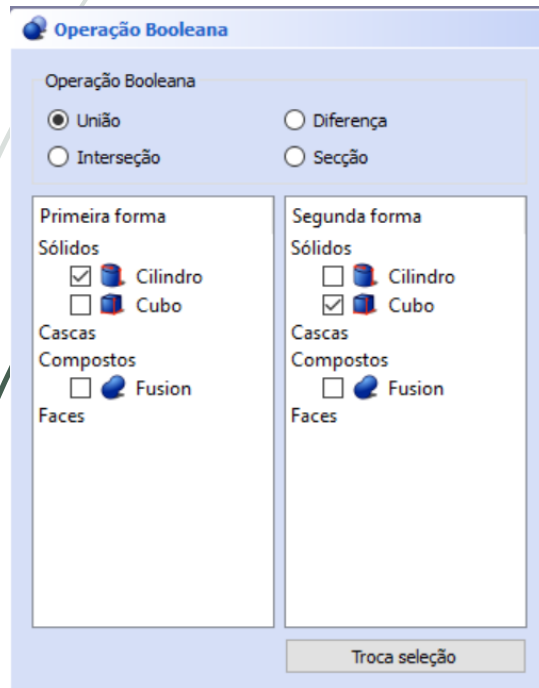 Operação Booleana
Operação Booleana
União
Diferença
Interseção
Secção
Primeira forma
Sólidos
Cilindro
Cubo
Cascas
Compostos
Fusion
Faces
Segunda forma
Sólidos
Cilindro
Cubo
Cascas
Compostos
Fusion
Faces
Troca seleção